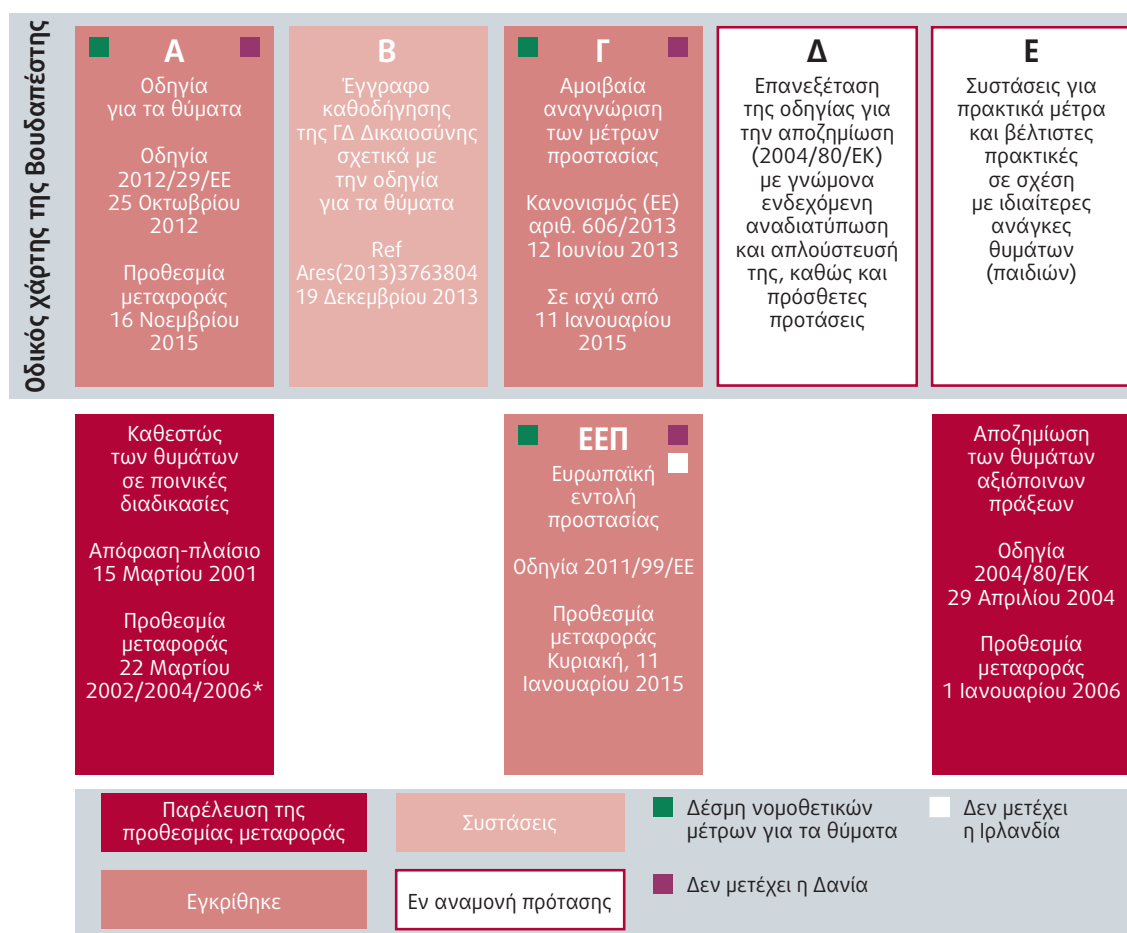 Οδικός χάρτης της Βουδαπέστης
Α
Οδηγία
για τα θύματα
Οδηγία
2012/29/ΕΕ
25 Οκτωβρίου
2012
Προθεσμία
μεταφοράς
16 Νοεμβρίου
2015
Β
Έγγραφο
καθοδήγησης
της ΓΔ Δικαιοσύνης
σχετικά με
την οδηγία
για τα θύματα
Ref
Ares(2013)3763804
19 Δεκεμβρίου 2013
Γ
Αμοιβαία
αναγνώριση
των μέτρων
προστασίας
Κανονισμός (ΕΕ)
αριθ. 606/2013
12 Ιουνίου 2013
Σε ισχύ από
11 Ιανουαρίου
2015
Δ
Επανεξέταση
της οδηγίας για
την αποζημίωση
(2004/80/ΕΚ)
με γνώμονα
ενδεχόμενη
αναδιατύπωση
και απλούστευσή
της, καθώς και
πρόσθετες
προτάσεις
Ε
Συστάσεις για
πρακτικά μέτρα
και βέλτιστες
πρακτικές
σε σχέση
με ιδιαίτερες
ανάγκες
θυμάτων
(παιδιών)
Καθεστώς
των θυμάτων
σε ποινικές
διαδικασίες
Απόφαση-πλαίσιο
15 Μαρτίου 2001
Προθεσμία
μεταφοράς
22 Μαρτίου
2002/2004/2006*
ΕΕΠ
Ευρωπαϊκή
εντολή
προστασίας
Οδηγία 2011/99/ΕΕ
Προθεσμία
μεταφοράς
Κυριακή, 11
Ιανουαρίου 2015
Αποζημίωση
των θυμάτων
αξιόποινων
πράξεων
Οδηγία
2004/80/ΕΚ
29 Απριλίου 2004
Προθεσμία
μεταφοράς
1 Ιανουαρίου 2006
Παρέλευση της
προθεσμίας μεταφοράς
Συστάσεις
Δέσμη νομοθετικών
μέτρων για τα θύματα
Δεν μετέχει
η Ιρλανδία
Εγκρίθηκε
Εν αναμονή πρότασης
Δεν μετέχει η Δανία